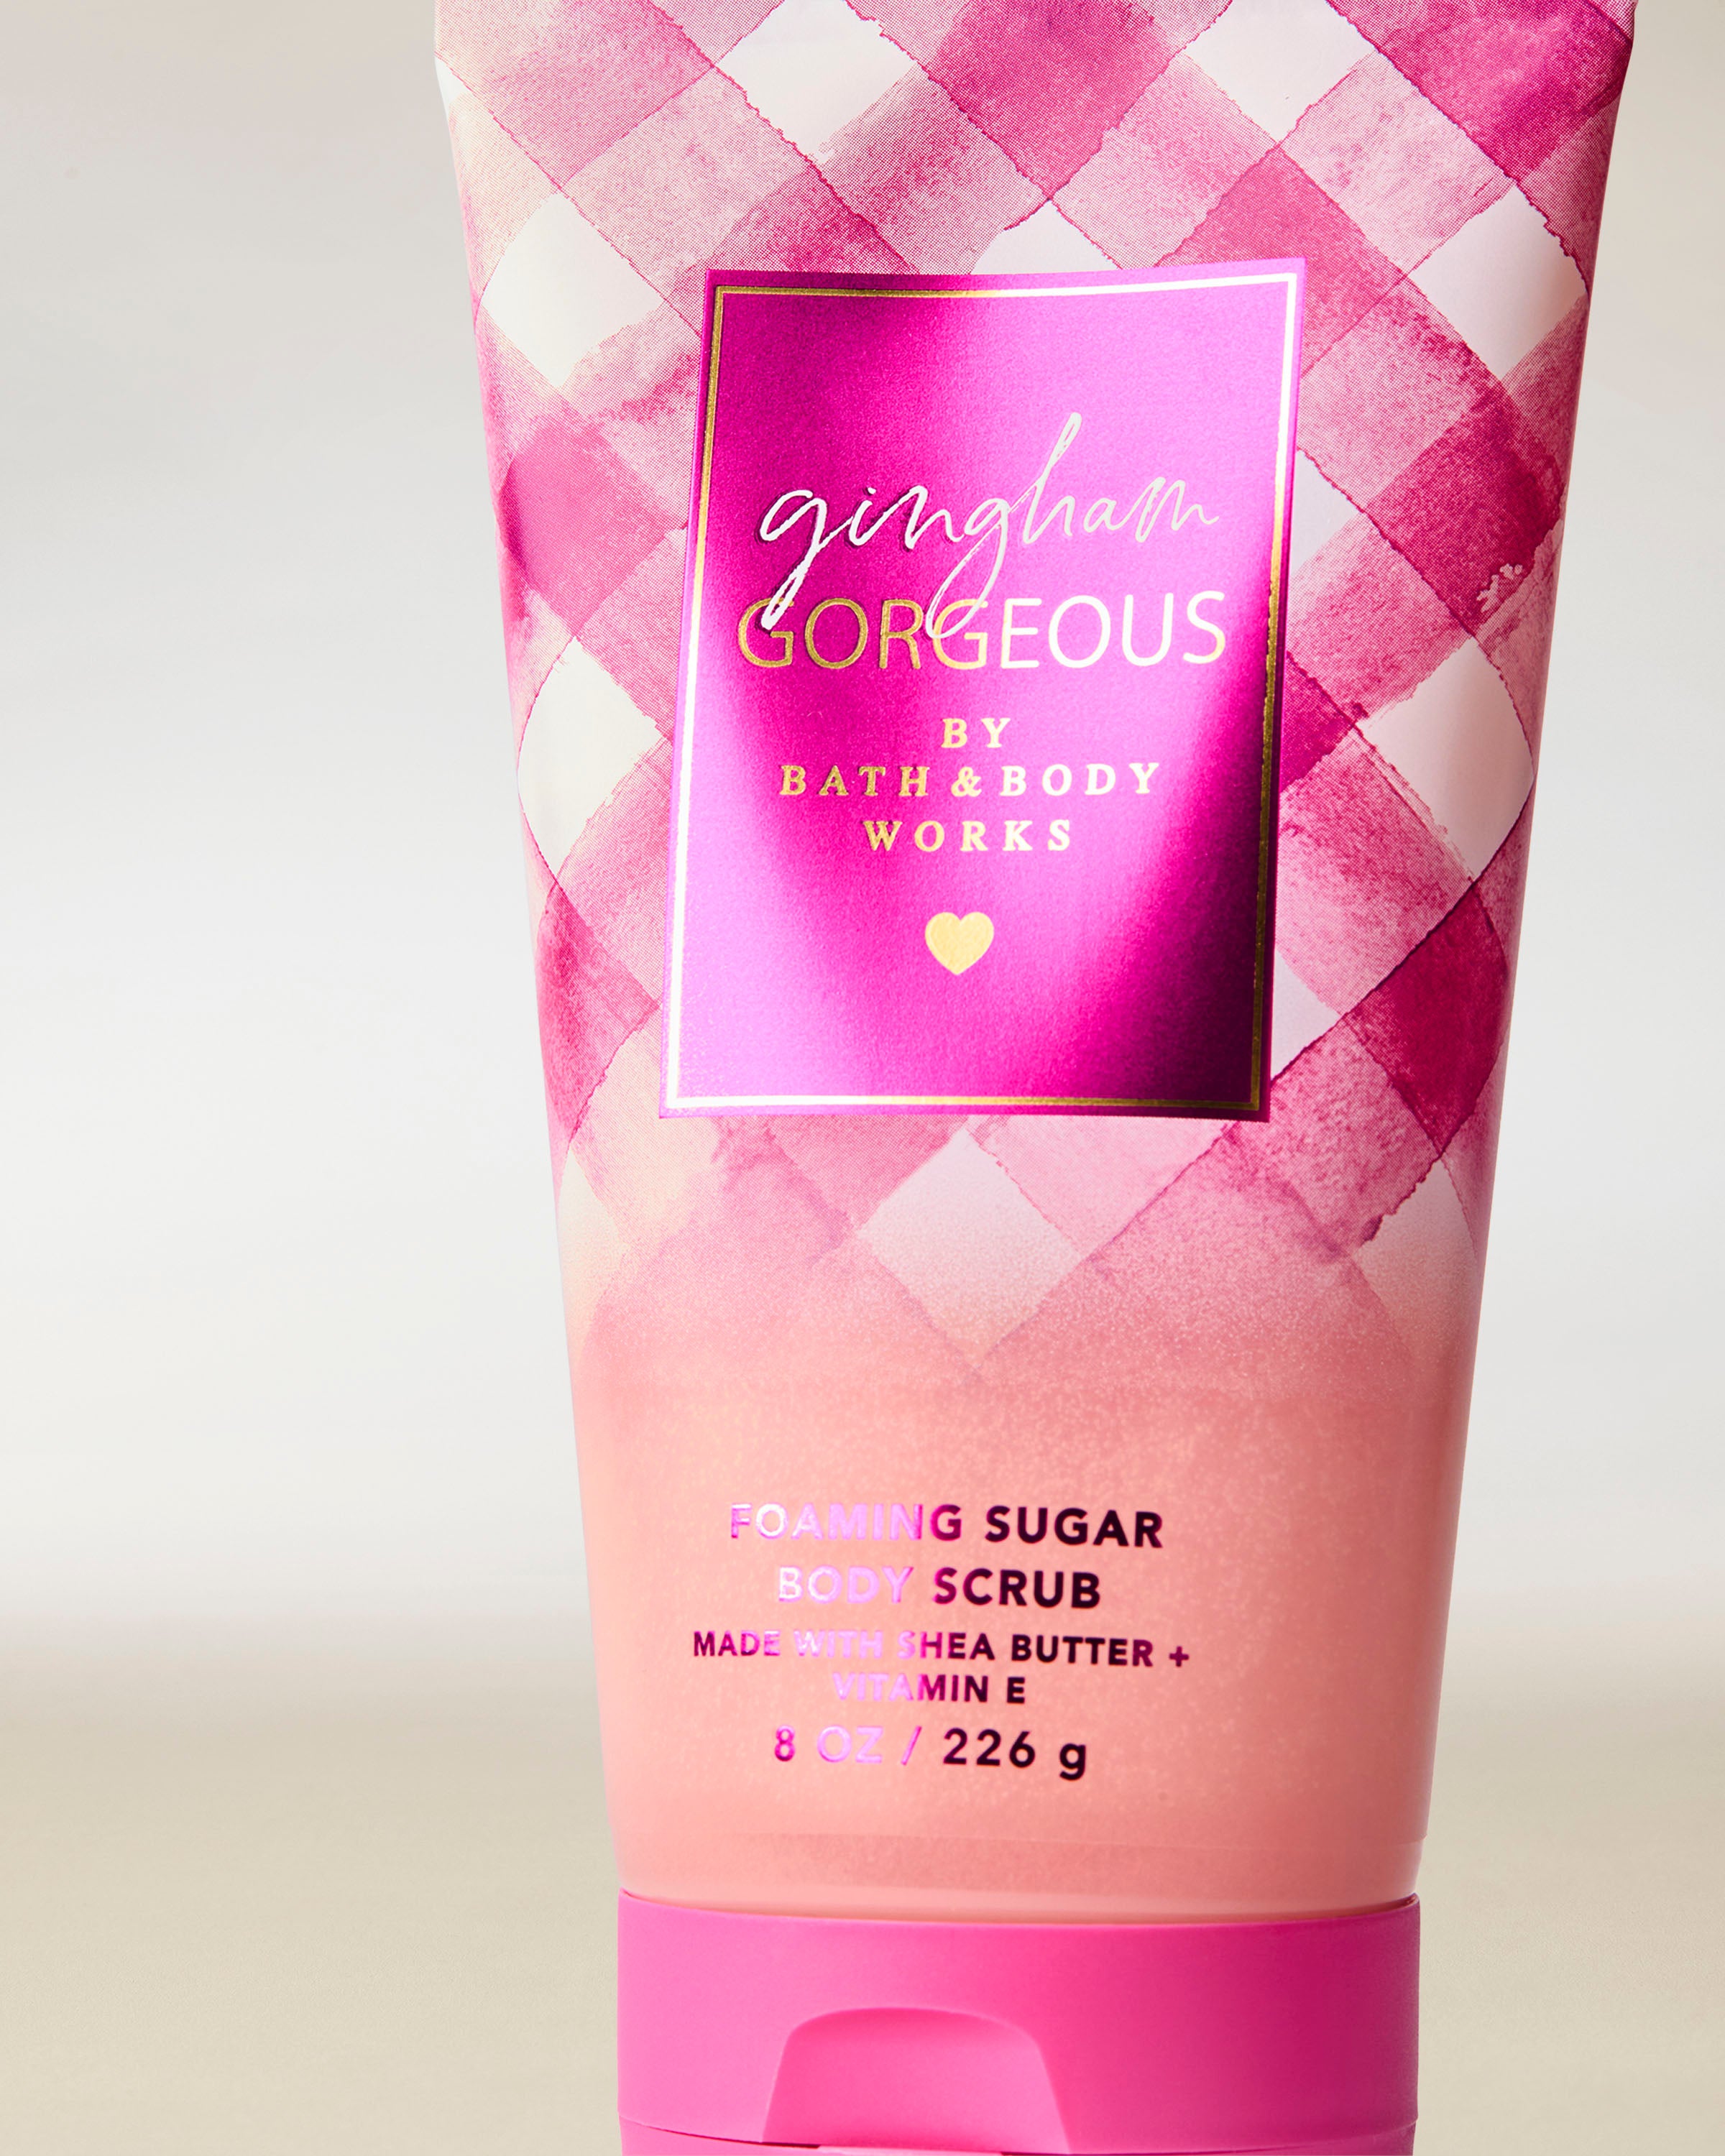 gingham
GORGEOUS
BY
BATH & BODY
WORKS
FOAMING SUGAR
BODY SCRUB
MADE WITH SHEA BUTTER +
VITAMIN E
8 OZ / 226 g